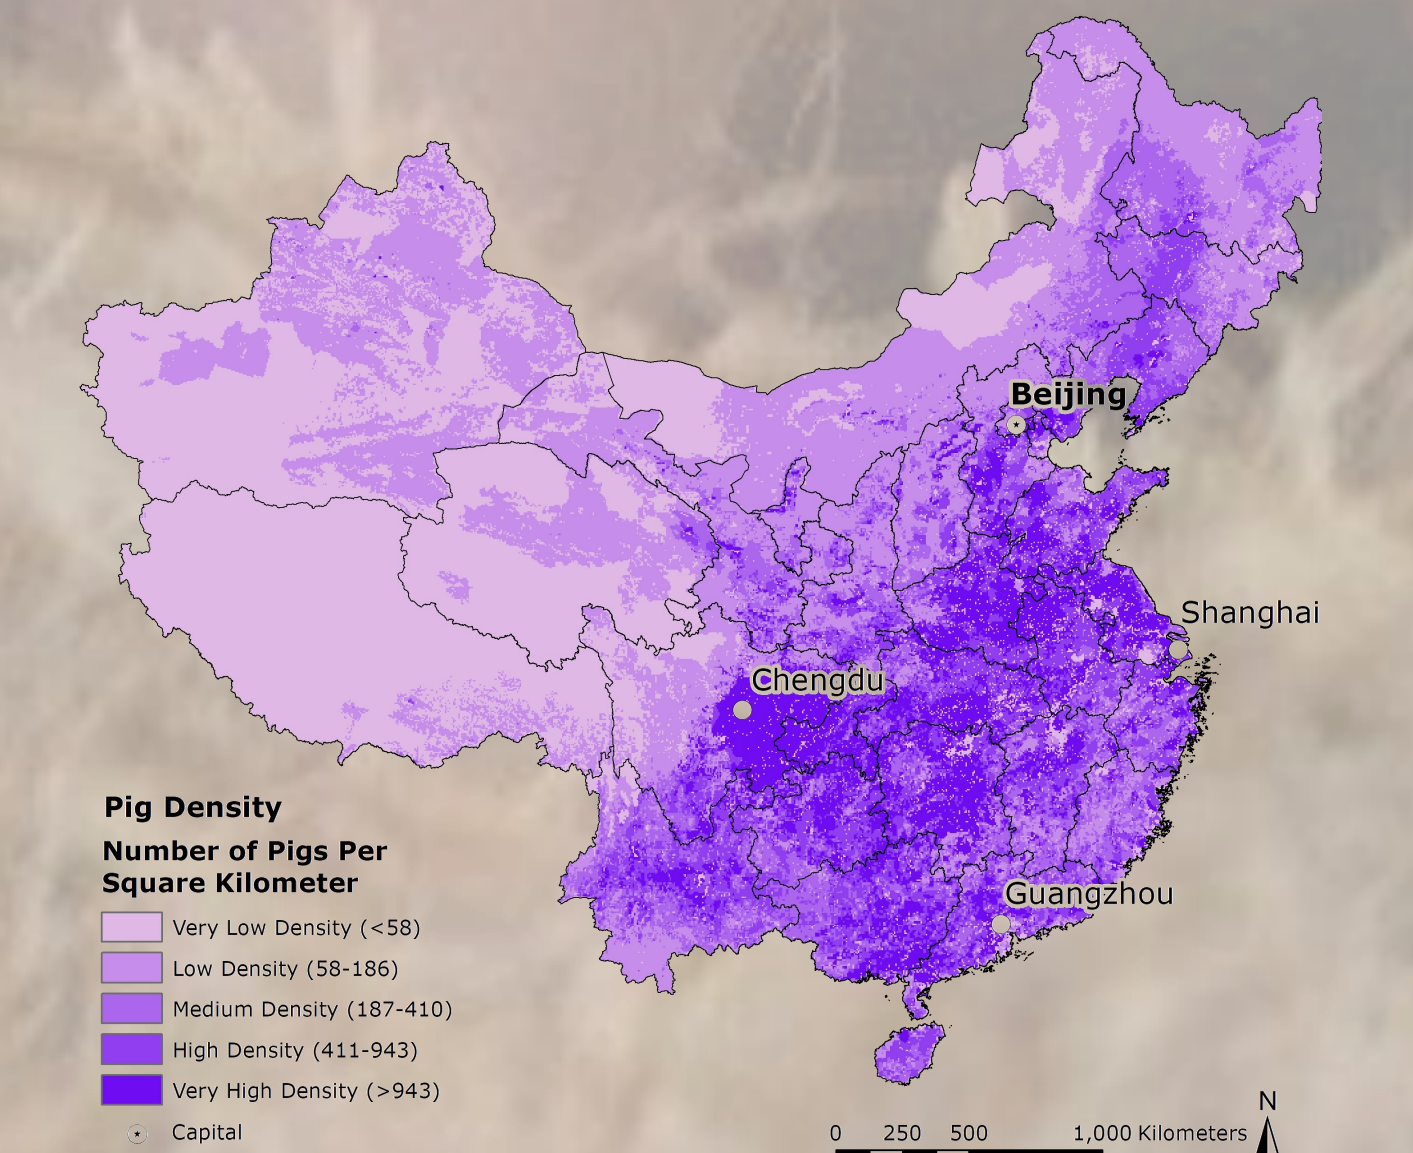 Beijing
Shanghai
Chengdu
Guangzhou
Pig Density
Number of Pigs Per
Square Kilometer
Very Low Density (<58)
Low Density (58-186)
Medium Density (187-410)
High Density (411-943)
Very High Density (>943)
Capital
N
0 250 500 1,000 Kilometers